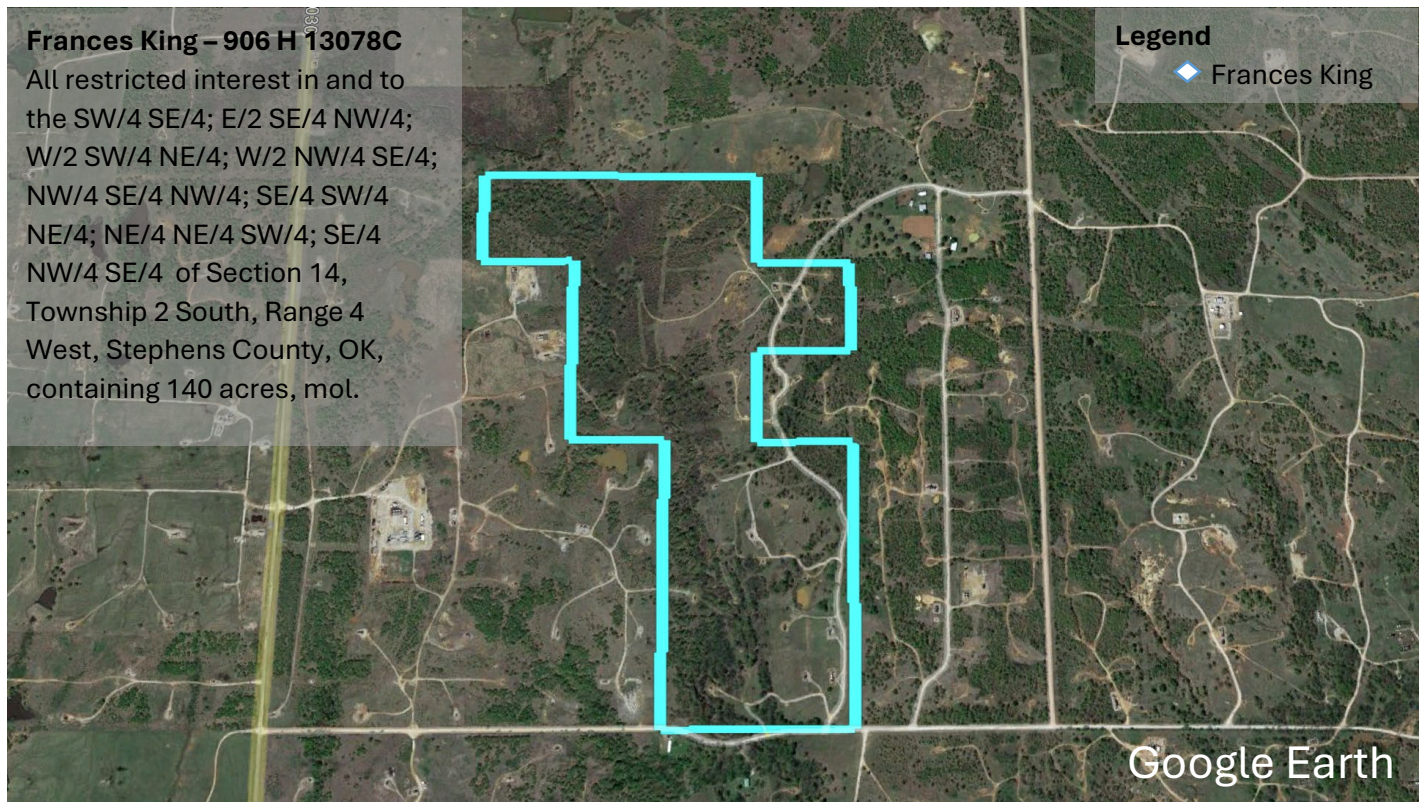 Frances King – 906 H 13078C
All restricted interest in and to
the SW/4 SE/4; E/2 SE/4 NW/4;
W/2 SW/4 NE/4; W/2 NW/4 SE/4;
NW/4 SE/4 NW/4; SE/4 SW/4
NE/4; NE/4 NE/4 SW/4; SE/4
NW/4 SE/4 of Section 14,
Township 2 South, Range 4
West, Stephens County, OK,
containing 140 acres, mol.
Legend
Frances King
Google Earth